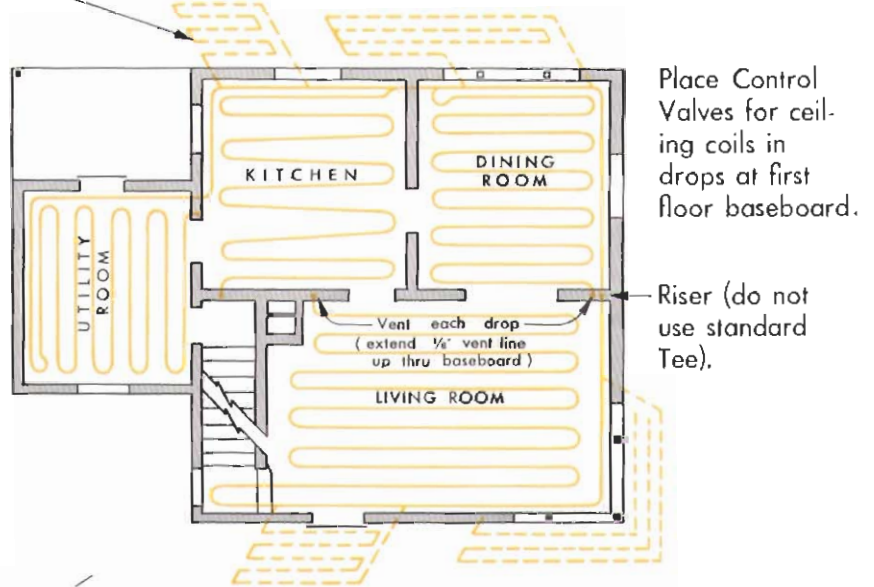 Place Control
Valves for ceil-
ing coils in
drops at first
floor baseboard.
KITCHEN
DINING
ROOM
UTILITY
ROOM
Riser (do not
use standard
Tee).
Vent each drop
(extend ⅛" vent line
up thru baseboard)
LIVING ROOM